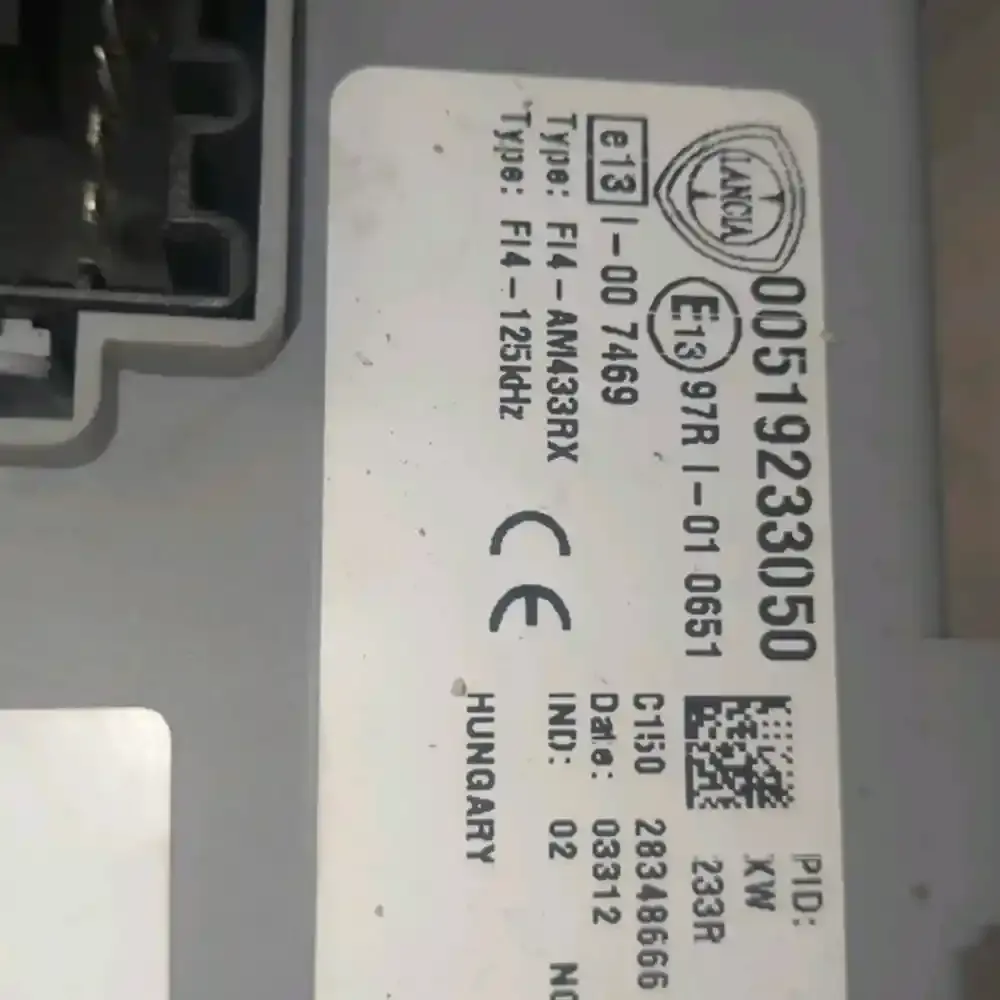 LANCIA
00519233050
PID:
XW
E13 97R I-01 0651
233R
e13 I-00 7469
C150 28348666
Type: FI4-AM433RX
Date: 03312
Type: FI4-125kHz
IND: 02
CE
HUNGARY